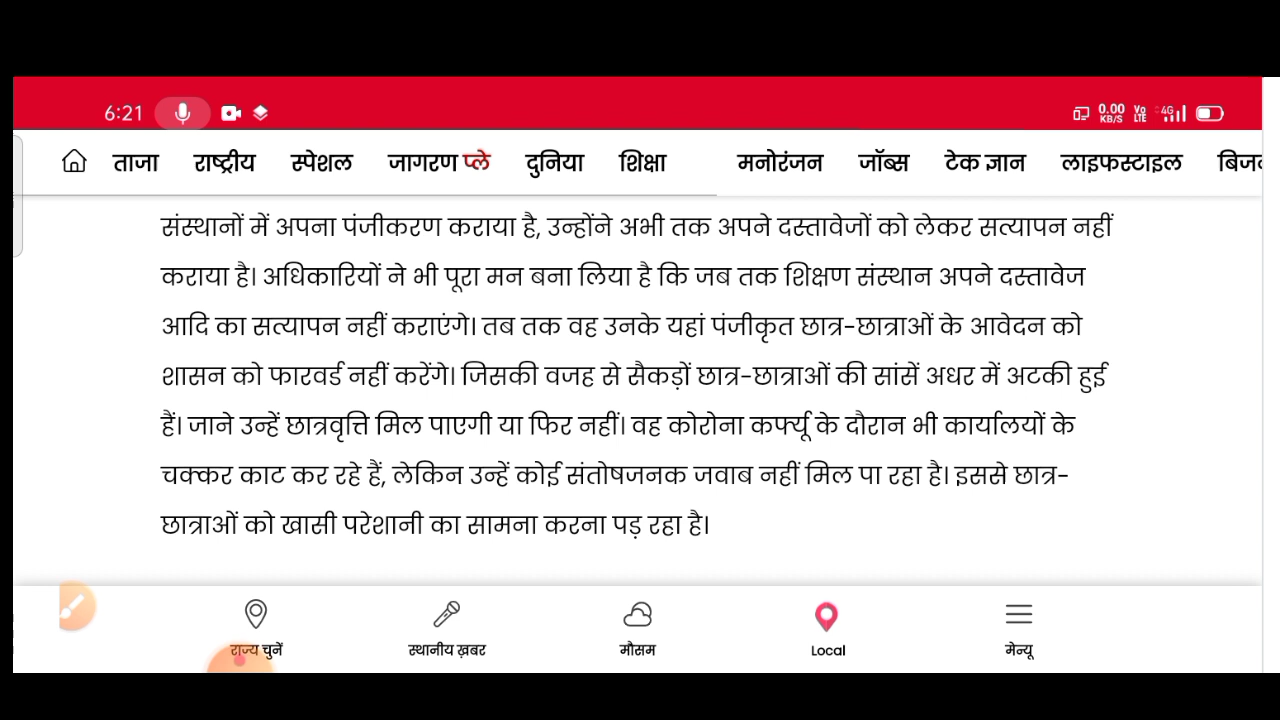 6:21 0.00 KB/S Vo LTE 4G
ताजा राष्ट्रीय स्पेशल जागरण प्ले दुनिया शिक्षा मनोरंजन जॉब्स टेक ज्ञान लाइफस्टाइल
संस्थानों में अपना पंजीकरण कराया है, उन्होंने अभी तक अपने दस्तावेजों को लेकर सत्यापन नहीं
कराया है। अधिकारियों ने भी पूरा मन बना लिया है कि जब तक शिक्षण संस्थान अपने दस्तावेज
आदि का सत्यापन नहीं कराएंगे। तब तक वह उनके यहां पंजीकृत छात्र-छात्राओं के आवेदन को
शासन को फारवर्ड नहीं करेंगे। जिसकी वजह से सैकड़ों छात्र-छात्राओं की सांसें अधर में अटकी हुई
हैं। जाने उन्हें छात्रवृत्ति मिल पाएगी या फिर नहीं। वह कोरोना कर्फ्यू के दौरान भी कार्यालयों के
चक्कर काट कर रहे हैं, लेकिन उन्हें कोई संतोषजनक जवाब नहीं मिल पा रहा है। इससे छात्र-
छात्राओं को खासी परेशानी का सामना करना पड़ रहा है।
राज्य चुनें स्थानीय ख़बर मौसम Local मेन्यू